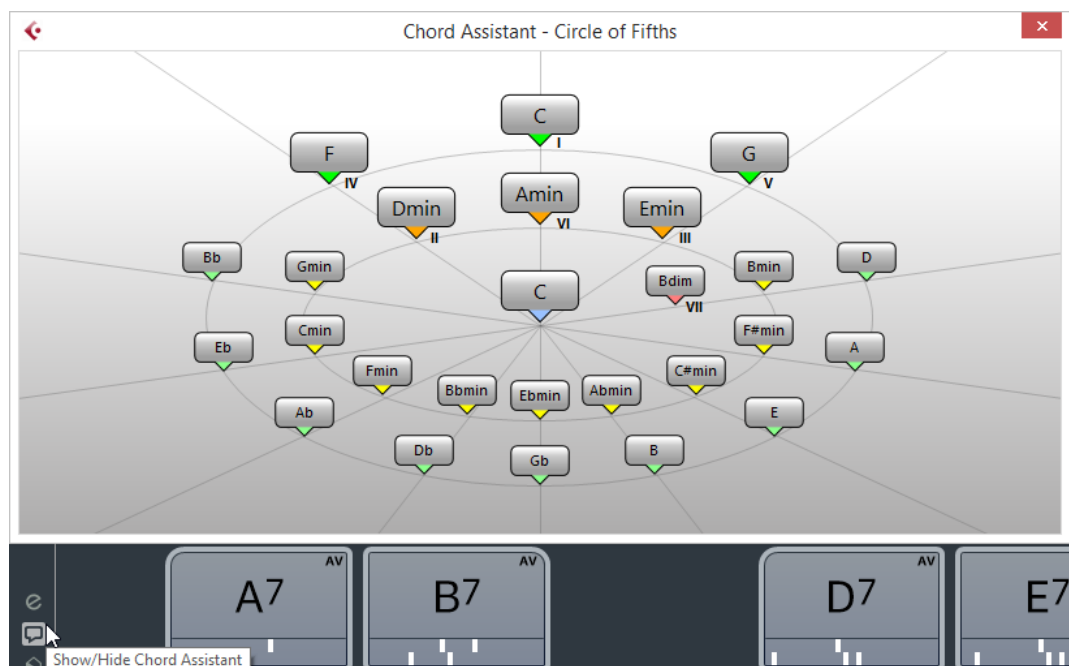 Chord Assistant - Circle of Fifths
C
I
F
IV
G
V
Dmin
II
Amin
VI
Emin
III
Bb
Gmin
C
Bdim
VII
Bmin
D
Eb
Cmin
F#min
A
Fmin
C#min
Bbmin
Ebmin
Abmin
Ab
E
Db
Gb
B
AV
A7
AV
B7
AV
D7
E7
Show/Hide Chord Assistant